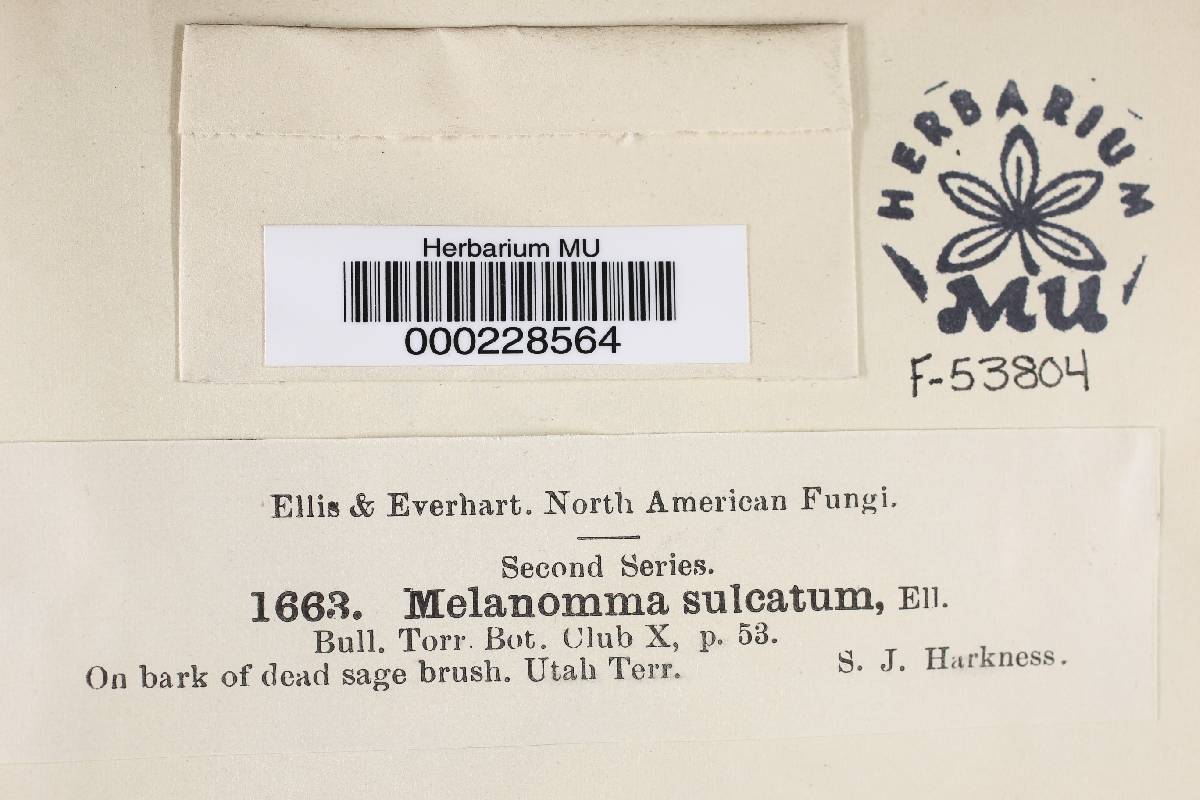 Herbarium MU
000228564
HERBARIUM
MU
F-53804
Ellis & Everhart. North American Fungi.
Second Series.
1663. Melanomma sulcatum, Ell.
Bull. Torr. Bot. Club X, p. 53.
On bark of dead sage brush. Utah Terr. S. J. Harkness.